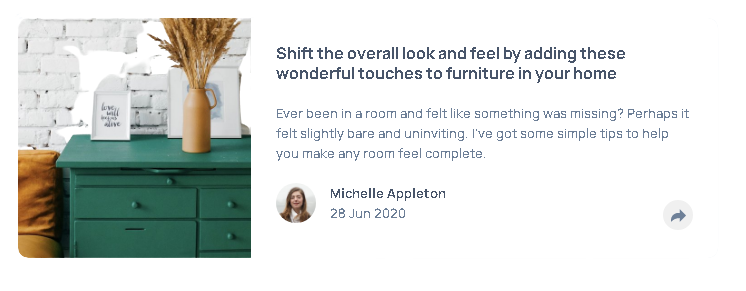 Shift the overall look and feel by adding these
wonderful touches to furniture in your home
Ever been in a room and felt like something was missing? Perhaps it
felt slightly bare and uninviting. I've got some simple tips to help
you make any room feel complete.
Michelle Appleton
28 Jun 2020